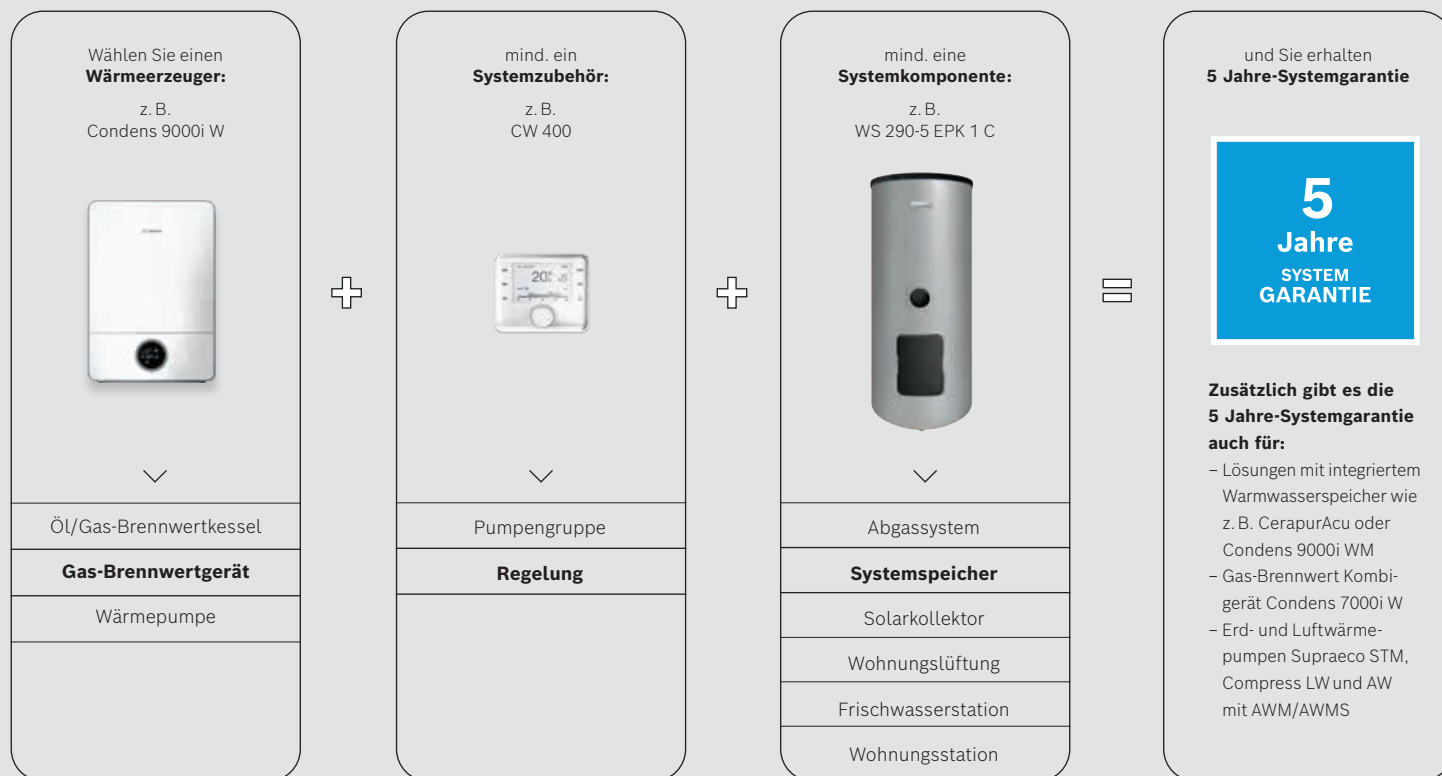 Wählen Sie einen
Wärmeerzeuger:
z. B.
Condens 9000i W
Öl/Gas-Brennwertkessel
Gas-Brennwertgerät
Wärmepumpe
mind. ein
Systemzubehör:
z. B.
CW 400
Pumpengruppe
Regelung
mind. eine
Systemkomponente:
z. B.
WS 290-5 EPK 1 C
Abgassystem
Systemspeicher
Solarkollektor
Wohnungslüftung
Frischwasserstation
Wohnungsstation
und Sie erhalten
5 Jahre-Systemgarantie
5
Jahre
SYSTEM
GARANTIE
Zusätzlich gibt es die
5 Jahre-Systemgarantie
auch für:
– Lösungen mit integriertem
Warmwasserspeicher wie
z. B. CerapurAcu oder
Condens 9000i WM
– Gas-Brennwert Kombi-
gerät Condens 7000i W
– Erd- und Luftwärme-
pumpen Supraeco STM,
Compress LW und AW
mit AWM/AWMS